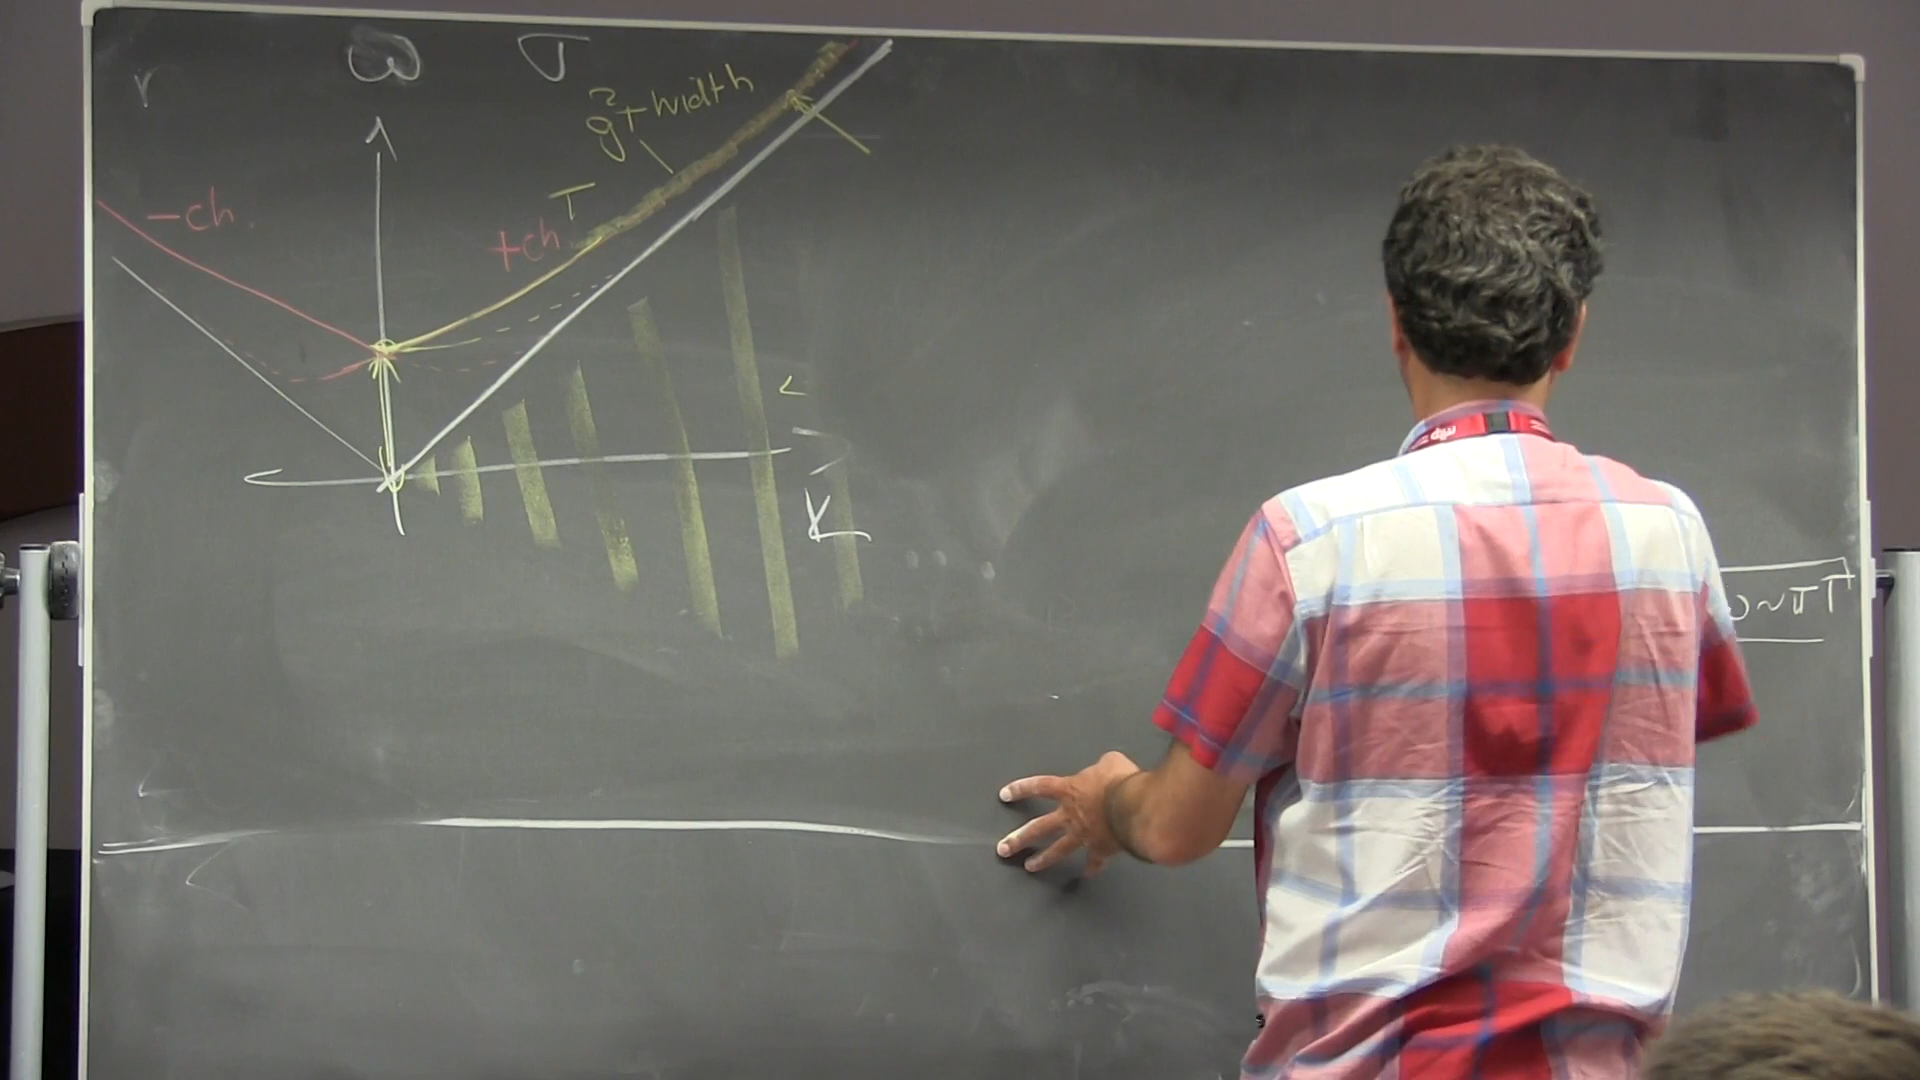 r ω σ
g²T width
T
-ch.
+ch.
K
ω~πT